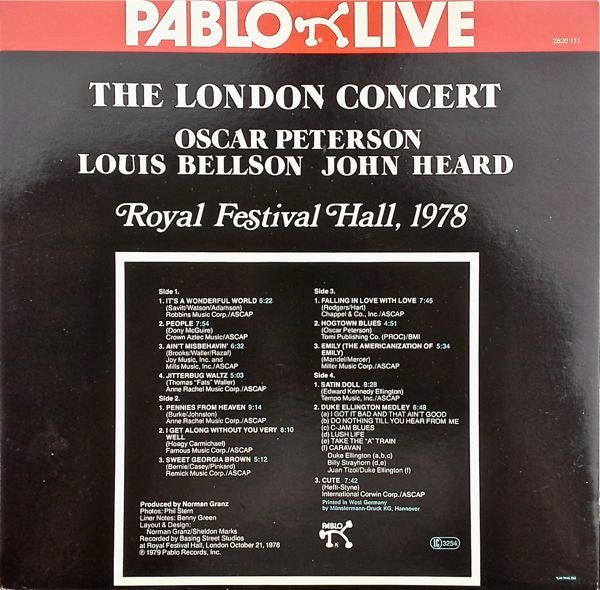 PABLO LIVE
2620 111
THE LONDON CONCERT
OSCAR PETERSON
LOUIS BELLSON JOHN HEARD
Royal Festival Hall, 1978
Side 1.
1. IT'S A WONDERFUL WORLD 6:22
(Savitt/Watson/Adamson)
Robbins Music Corp./ASCAP
2. PEOPLE 7:54
(Dony McGuire)
Crown Aztec Music/ASCAP
3. AIN'T MISBEHAVIN' 6:32
(Brooks/Waller/Razaf)
Joy Music, Inc. and
Mills Music, Inc./ASCAP
4. JITTERBUG WALTZ 5:03
(Thomas "Fats" Waller)
Anne Rachel Music Corp./ASCAP
Side 2.
1. PENNIES FROM HEAVEN 9:14
(Burke/Johnston)
Anne Rachel Music Corp./ASCAP
2. I GET ALONG WITHOUT YOU VERY 8:10
WELL
(Hoagy Carmichael)
Famous Music Corp./ASCAP
3. SWEET GEORGIA BROWN 5:12
(Bernie/Casey/Pinkard)
Remick Music Corp./ASCAP
Side 3.
1. FALLING IN LOVE WITH LOVE 7:45
(Rodgers/Hart)
Chappel & Co., Inc./ASCAP
2. HOGTOWN BLUES 4:51
(Oscar Peterson)
Tomi Publishing Co. (PROC)/BMI
3. EMILY (THE AMERICANIZATION OF 5:34
EMILY)
(Mandel/Mercer)
Miller Music Corp./ASCAP
Side 4.
1. SATIN DOLL 8:28
(Edward Kennedy Ellington)
Tempo Music, Inc./ASCAP
2. DUKE ELLINGTON MEDLEY 6:48
(a) I GOT IT BAD AND THAT AIN'T GOOD
(b) DO NOTHING TILL YOU HEAR FROM ME
(c) C-JAM BLUES
(d) LUSH LIFE
(e) TAKE THE "A" TRAIN
(f) CARAVAN
Duke Ellington (a,b,c)
Billy Strayhorn (d,e)
Juan Tizol/Duke Ellington (f)
3. CUTE 7:42
(Hefti-Styne)
International Corwin Corp./ASCAP
Printed in West Germany
by Münstermann-Druck KG, Hannover
Produced by Norman Granz
Photos: Phil Stern
Liner Notes: Benny Green
Layout & Design:
Norman Granz/Sheldon Marks
Recorded by Basing Street Studios
at Royal Festival Hall, London October 21, 1978
℗ 1979 Pablo Records, Inc.
PABLO
LC 3254